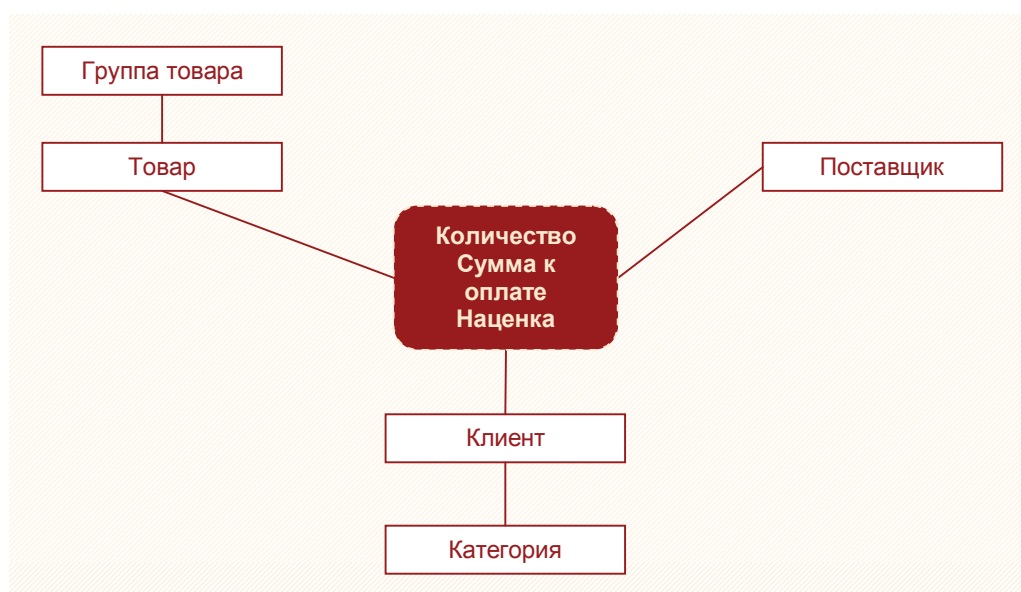 Группа товара
Товар
Поставщик
Количество
Сумма к
оплате
Наценка
Клиент
Категория